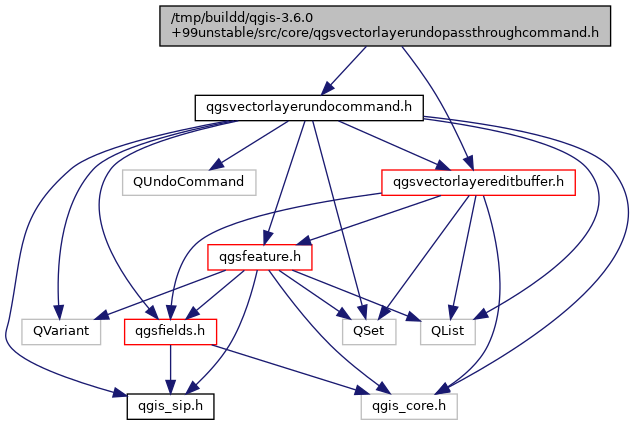 /tmp/buildd/qgis-3.6.0
+99unstable/src/core/qgsvectorlayerundopassthroughcommand.h
qgsvectorlayerundocommand.h
QUndoCommand
qgsvectorlayereditbuffer.h
qgsfeature.h
QVariant
qgsfields.h
QSet
QList
qgis_sip.h
qgis_core.h